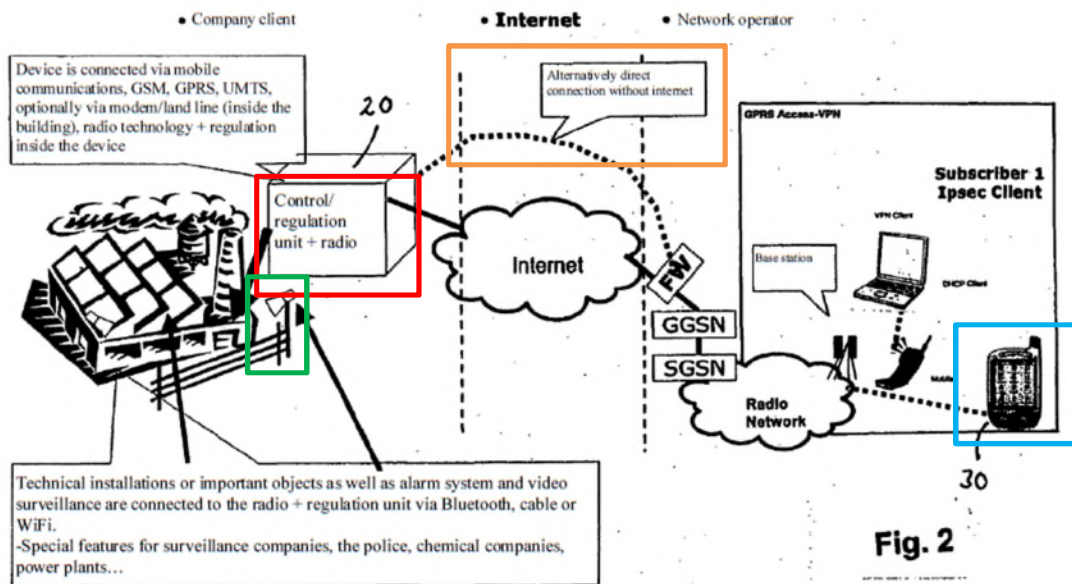 • Company client
• Internet
• Network operator
Device is connected via mobile
communications, GSM, GPRS, UMTS,
optionally via modem/land line (inside the
building), radio technology + regulation
inside the device
20
Alternatively direct
connection without internet
GPRS Access-VPN
Subscriber 1
Ipsec Client
VPN Client
Base station
DHCP Client
Control/
regulation
unit + radio
Internet
FW
GGSN
SGSN
Radio
Network
30
Technical installations or important objects as well as alarm system and video
surveillance are connected to the radio + regulation unit via Bluetooth, cable or
WiFi.
-Special features for surveillance companies, the police, chemical companies,
power plants…
Fig. 2